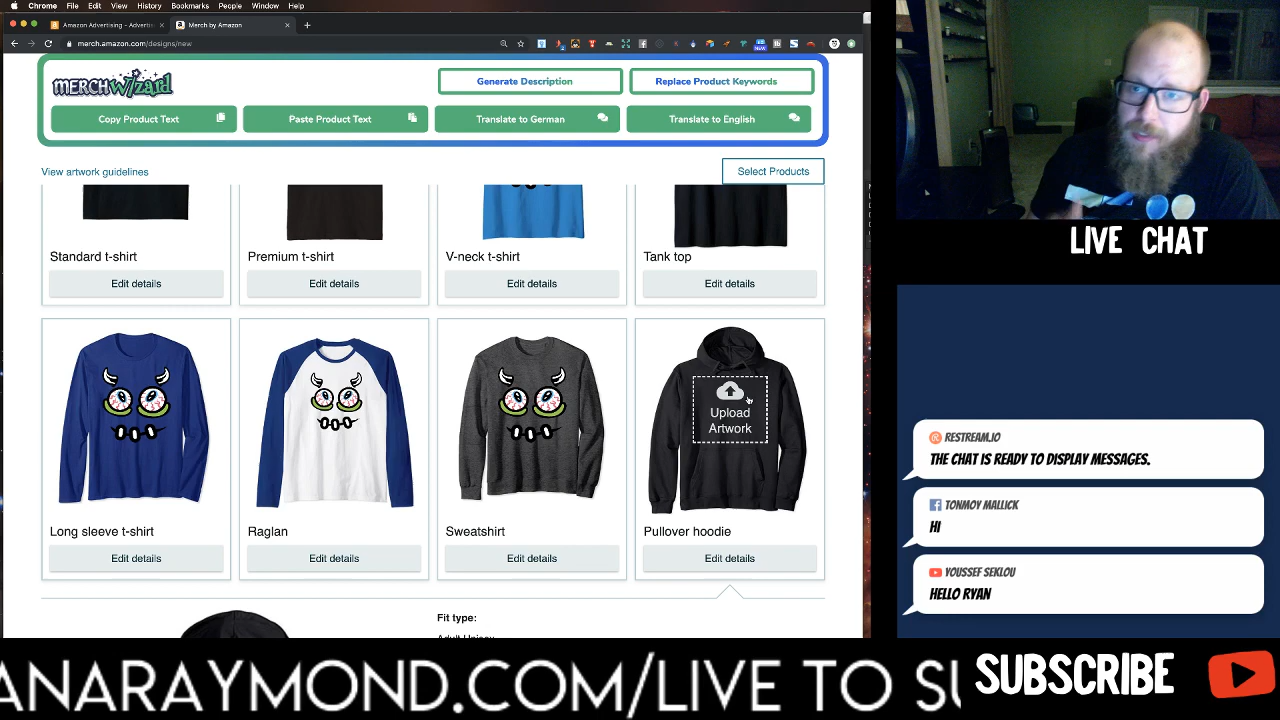 Chrome File Edit View History Bookmarks People Window Help
Amazon Advertising - Adverti
Merch by Amazon
merch.amazon.com/designs/new
MERCHWIZARD
Generate Description
Replace Product Keywords
Copy Product Text
Paste Product Text
Translate to German
Translate to English
View artwork guidelines
Select Products
Standard t-shirt
Premium t-shirt
V-neck t-shirt
Tank top
Edit details
Edit details
Edit details
Edit details
Upload
Artwork
Long sleeve t-shirt
Raglan
Sweatshirt
Pullover hoodie
Edit details
Edit details
Edit details
Edit details
Fit type:
Adult Unisex
LIVE CHAT
RESTREAM.IO
THE CHAT IS READY TO DISPLAY MESSAGES.
TONMOY MALLICK
HI
YOUSSEF SEKLOU
HELLO RYAN
ANARAYMOND.COM/LIVE TO SU
SUBSCRIBE